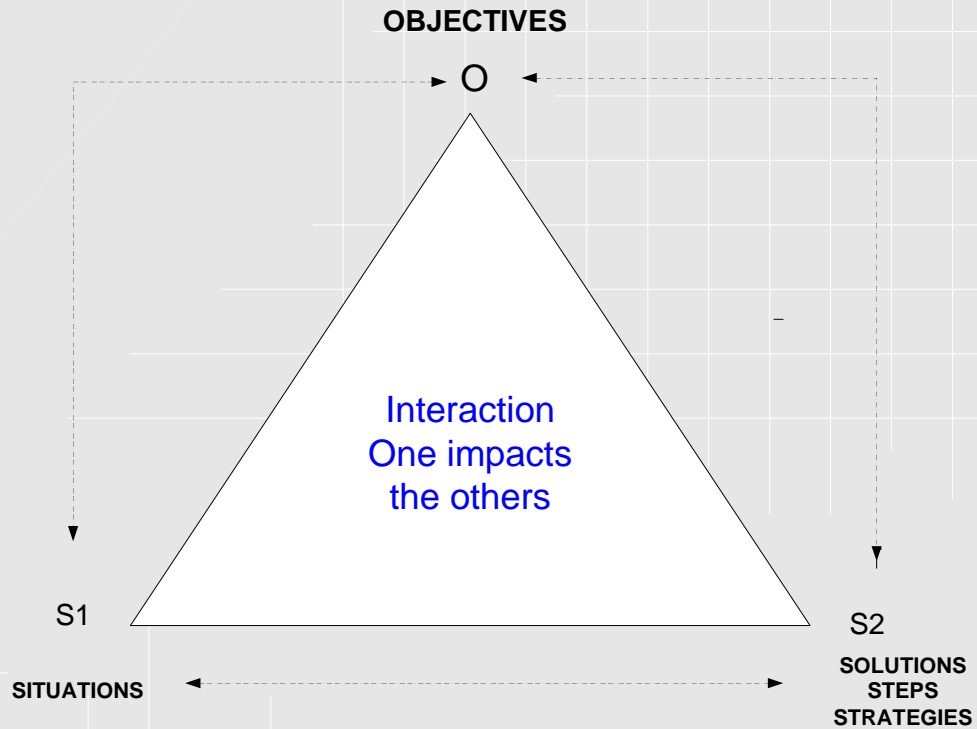 OBJECTIVES
O
Interaction
One impacts
the others
S1
SITUATIONS
S2
SOLUTIONS
STEPS
STRATEGIES